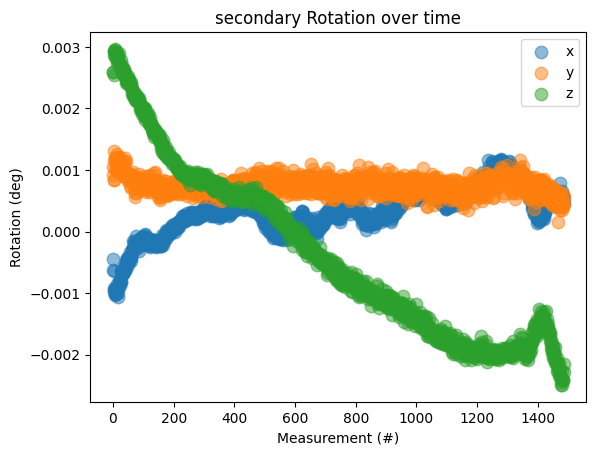 secondary Rotation over time
x
y
z
0.003
0.002
0.001
0.000
−0.001
−0.002
Rotation (deg)
0 200 400 600 800 1000 1200 1400
Measurement (#)